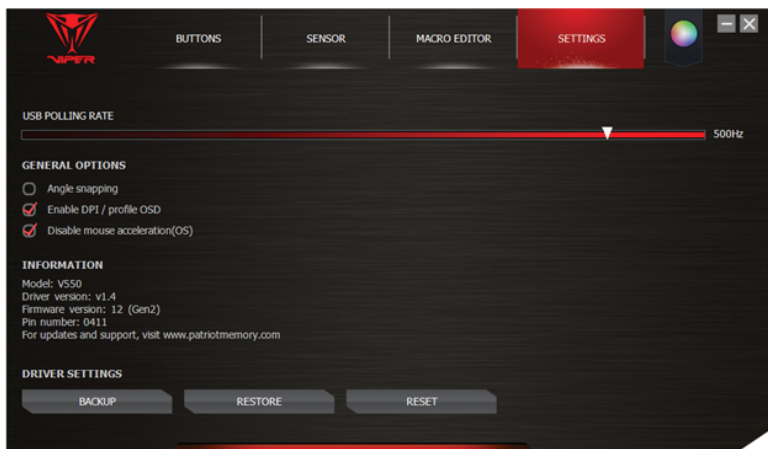 VIPER
BUTTONS
SENSOR
MACRO EDITOR
SETTINGS
USB POLLING RATE
500Hz
GENERAL OPTIONS
Angle snapping
Enable DPI / profile OSD
Disable mouse acceleration(OS)
INFORMATION
Model: V550
Driver version: v1.4
Firmware version: 12 (Gen2)
Pin number: 0411
For updates and support, visit www.patriotmemory.com
DRIVER SETTINGS
BACKUP
RESTORE
RESET